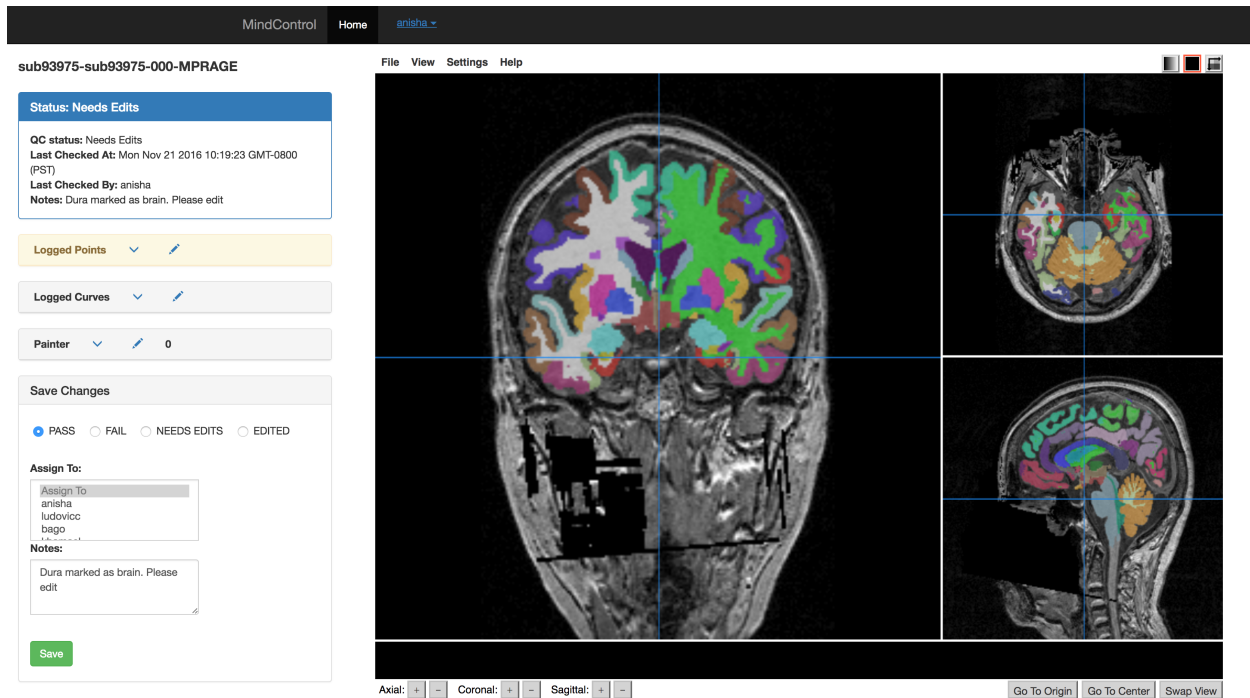 MindControl Home anisha
sub93975-sub93975-000-MPRAGE
Status: Needs Edits
QC status: Needs Edits
Last Checked At: Mon Nov 21 2016 10:19:23 GMT-0800
(PST)
Last Checked By: anisha
Notes: Dura marked as brain. Please edit
Logged Points
Logged Curves
Painter 0
Save Changes
PASS FAIL NEEDS EDITS EDITED
Assign To:
Assign To
anisha
ludovicc
bago
Notes:
Dura marked as brain. Please
edit
Save
File View Settings Help
Axial: + - Coronal: + - Sagittal: + -
Go To Origin Go To Center Swap View